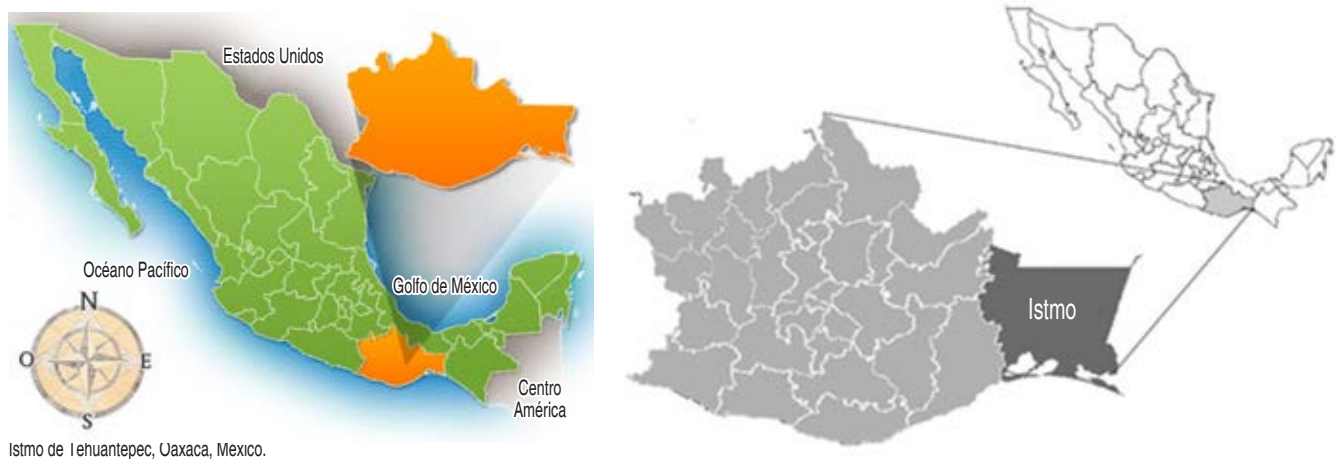 Estados Unidos
Océano Pacífico
Golfo de México
N
O
E
S
Centro
América
Istmo de Tehuantepec, Oaxaca, México.
Istmo